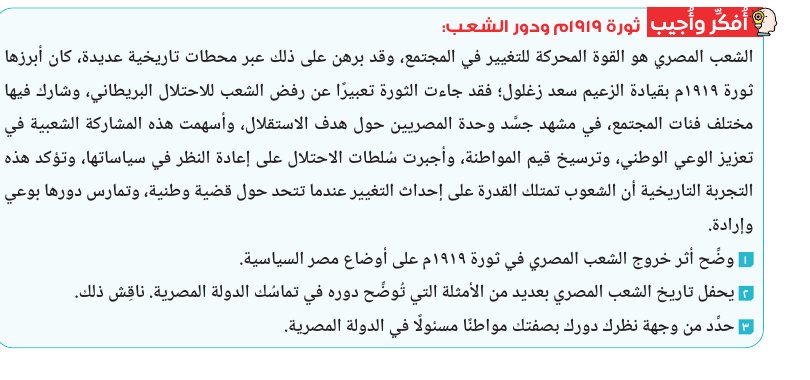 أفكِّر وأجيب ثورة ١٩١٩م ودور الشعب:
الشعب المصري هو القوة المحركة للتغيير في المجتمع، وقد برهن على ذلك عبر محطات تاريخية عديدة، كان أبرزها
ثورة ١٩١٩م بقيادة الزعيم سعد زغلول؛ فقد جاءت الثورة تعبيرًا عن رفض الشعب للاحتلال البريطاني، وشارك فيها
مختلف فئات المجتمع، في مشهد جسَّد وحدة المصريين حول هدف الاستقلال، وأسهمت هذه المشاركة الشعبية في
تعزيز الوعي الوطني، وترسيخ قيم المواطنة، وأجبرت سُلطات الاحتلال على إعادة النظر في سياساتها، وتؤكد هذه
التجربة التاريخية أن الشعوب تمتلك القدرة على إحداث التغيير عندما تتحد حول قضية وطنية، وتمارس دورها بوعي
وإرادة.
١ وضِّح أثر خروج الشعب المصري في ثورة ١٩١٩م على أوضاع مصر السياسية.
٢ يحفل تاريخ الشعب المصري بعديد من الأمثلة التي تُوضِّح دوره في تماسُك الدولة المصرية. ناقِش ذلك.
٣ حدِّد من وجهة نظرك دورك بصفتك مواطنًا مسئولًا في الدولة المصرية.